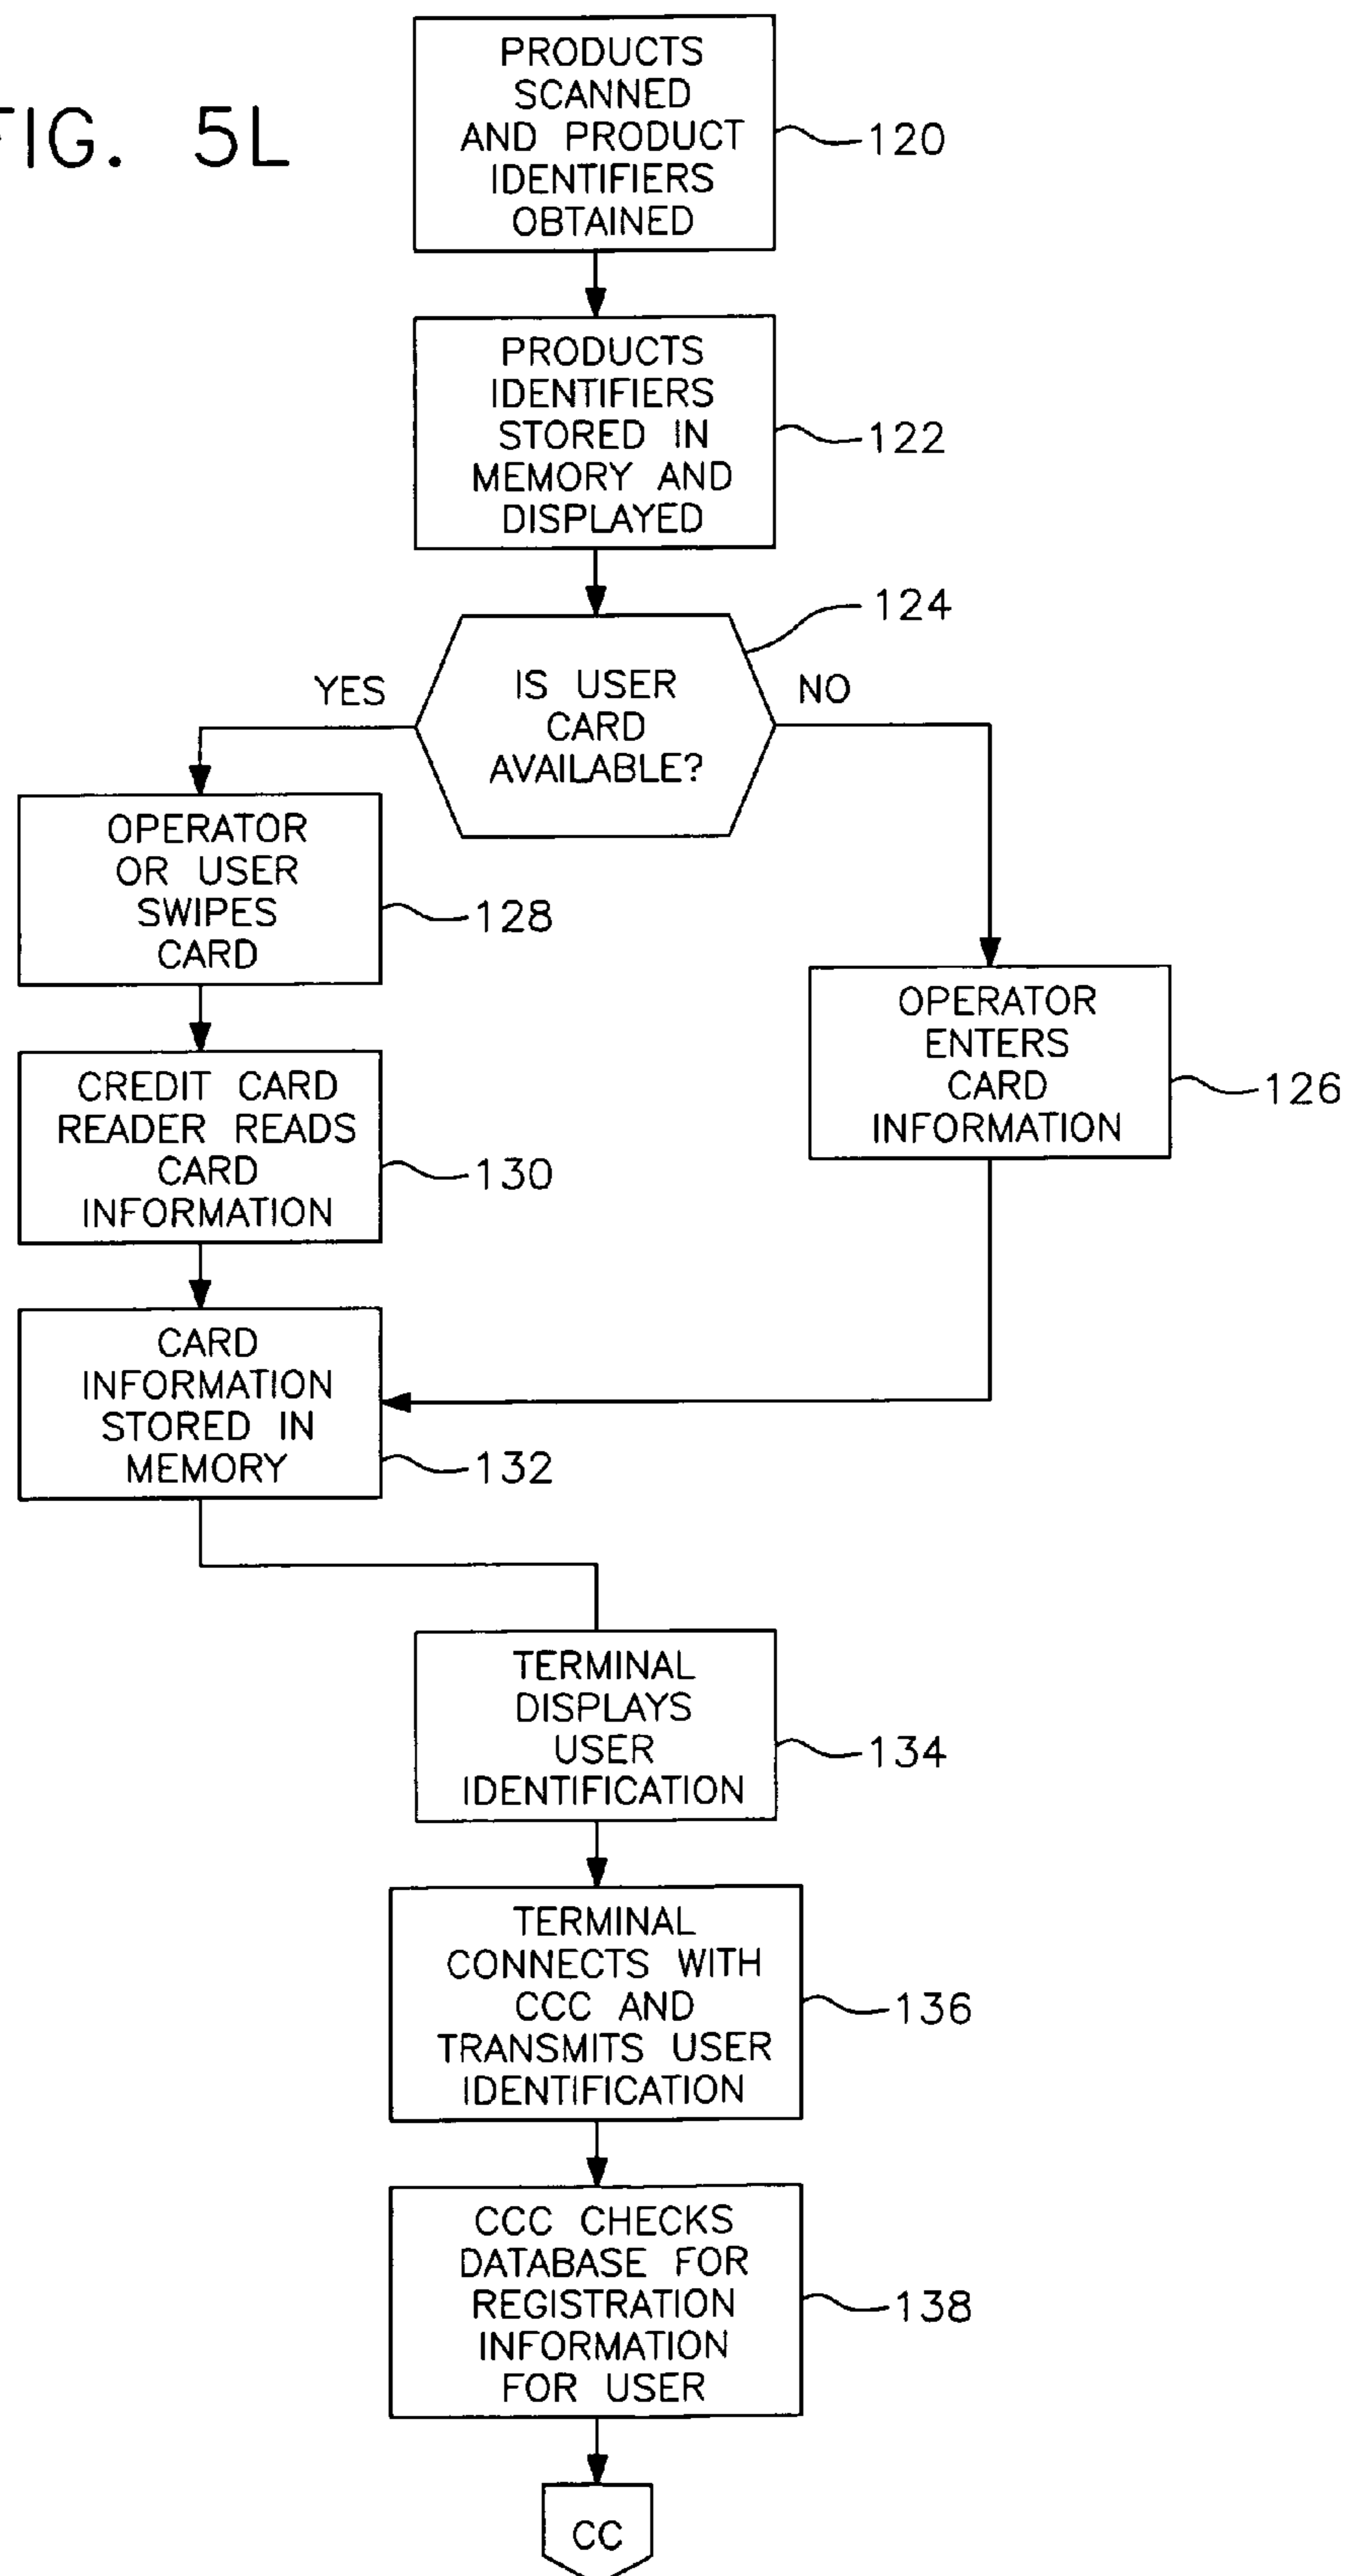 FIG. 5L
PRODUCTS
SCANNED
AND PRODUCT
IDENTIFIERS
OBTAINED
120
PRODUCTS
IDENTIFIERS
STORED IN
MEMORY AND
DISPLAYED
122
124
YES
IS USER
CARD
AVAILABLE?
NO
OPERATOR
OR USER
SWIPES
CARD
128
OPERATOR
ENTERS
CARD
INFORMATION
126
CREDIT CARD
READER READS
CARD
INFORMATION
130
CARD
INFORMATION
STORED IN
MEMORY
132
TERMINAL
DISPLAYS
USER
IDENTIFICATION
134
TERMINAL
CONNECTS WITH
CCC AND
TRANSMITS USER
IDENTIFICATION
136
CCC CHECKS
DATABASE FOR
REGISTRATION
INFORMATION
FOR USER
138
CC